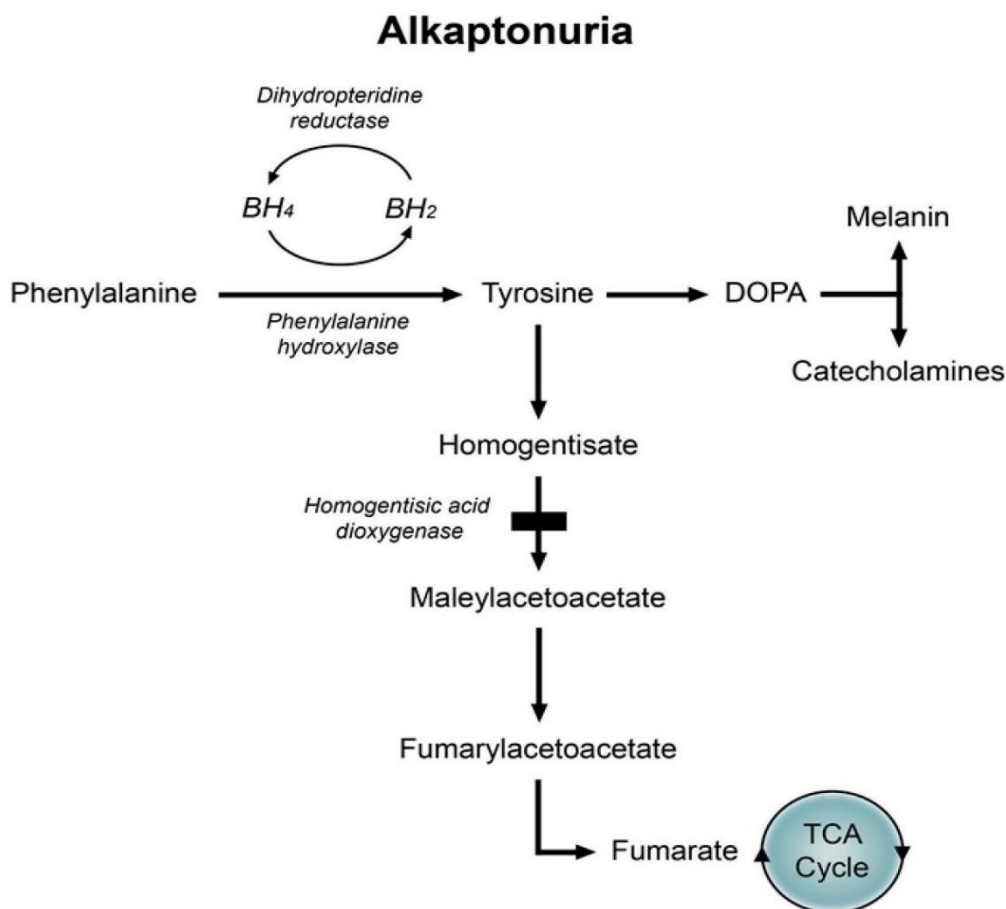 Alkaptonuria
Dihydropteridine
reductase
BH4
BH2
Melanin
Phenylalanine
Tyrosine
DOPA
Phenylalanine
hydroxylase
Catecholamines
Homogentisate
Homogentisic acid
dioxygenase
Maleylacetoacetate
Fumarylacetoacetate
Fumarate
TCA
Cycle